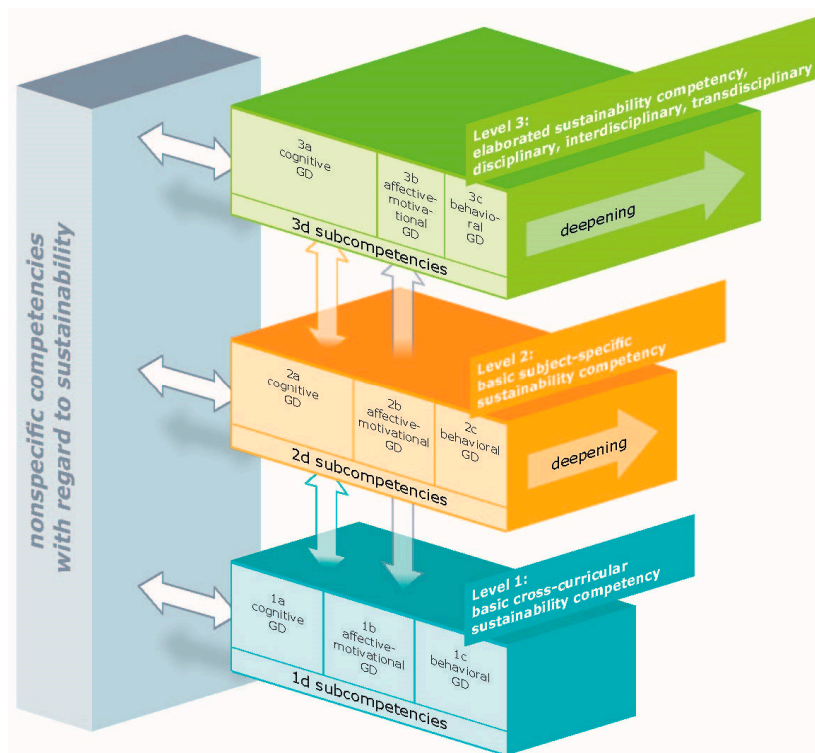 nonspecific competencies
with regard to sustainability
Level 3:
elaborated sustainability competency,
disciplinary, interdisciplinary, transdisciplinary
3a
cognitive
GD
3b
affective-
motiva-
tional
GD
3c
behavio-
ral
GD
3d subcompetencies
deepening
Level 2:
basic subject-specific
sustainability competency
2a
cognitive
GD
2b
affective-
motivational
GD
2c
behavioral
GD
2d subcompetencies
deepening
Level 1:
basic cross-curricular
sustainability competency
1a
cognitive
GD
1b
affective-
motivational
GD
1c
behavioral
GD
1d subcompetencies